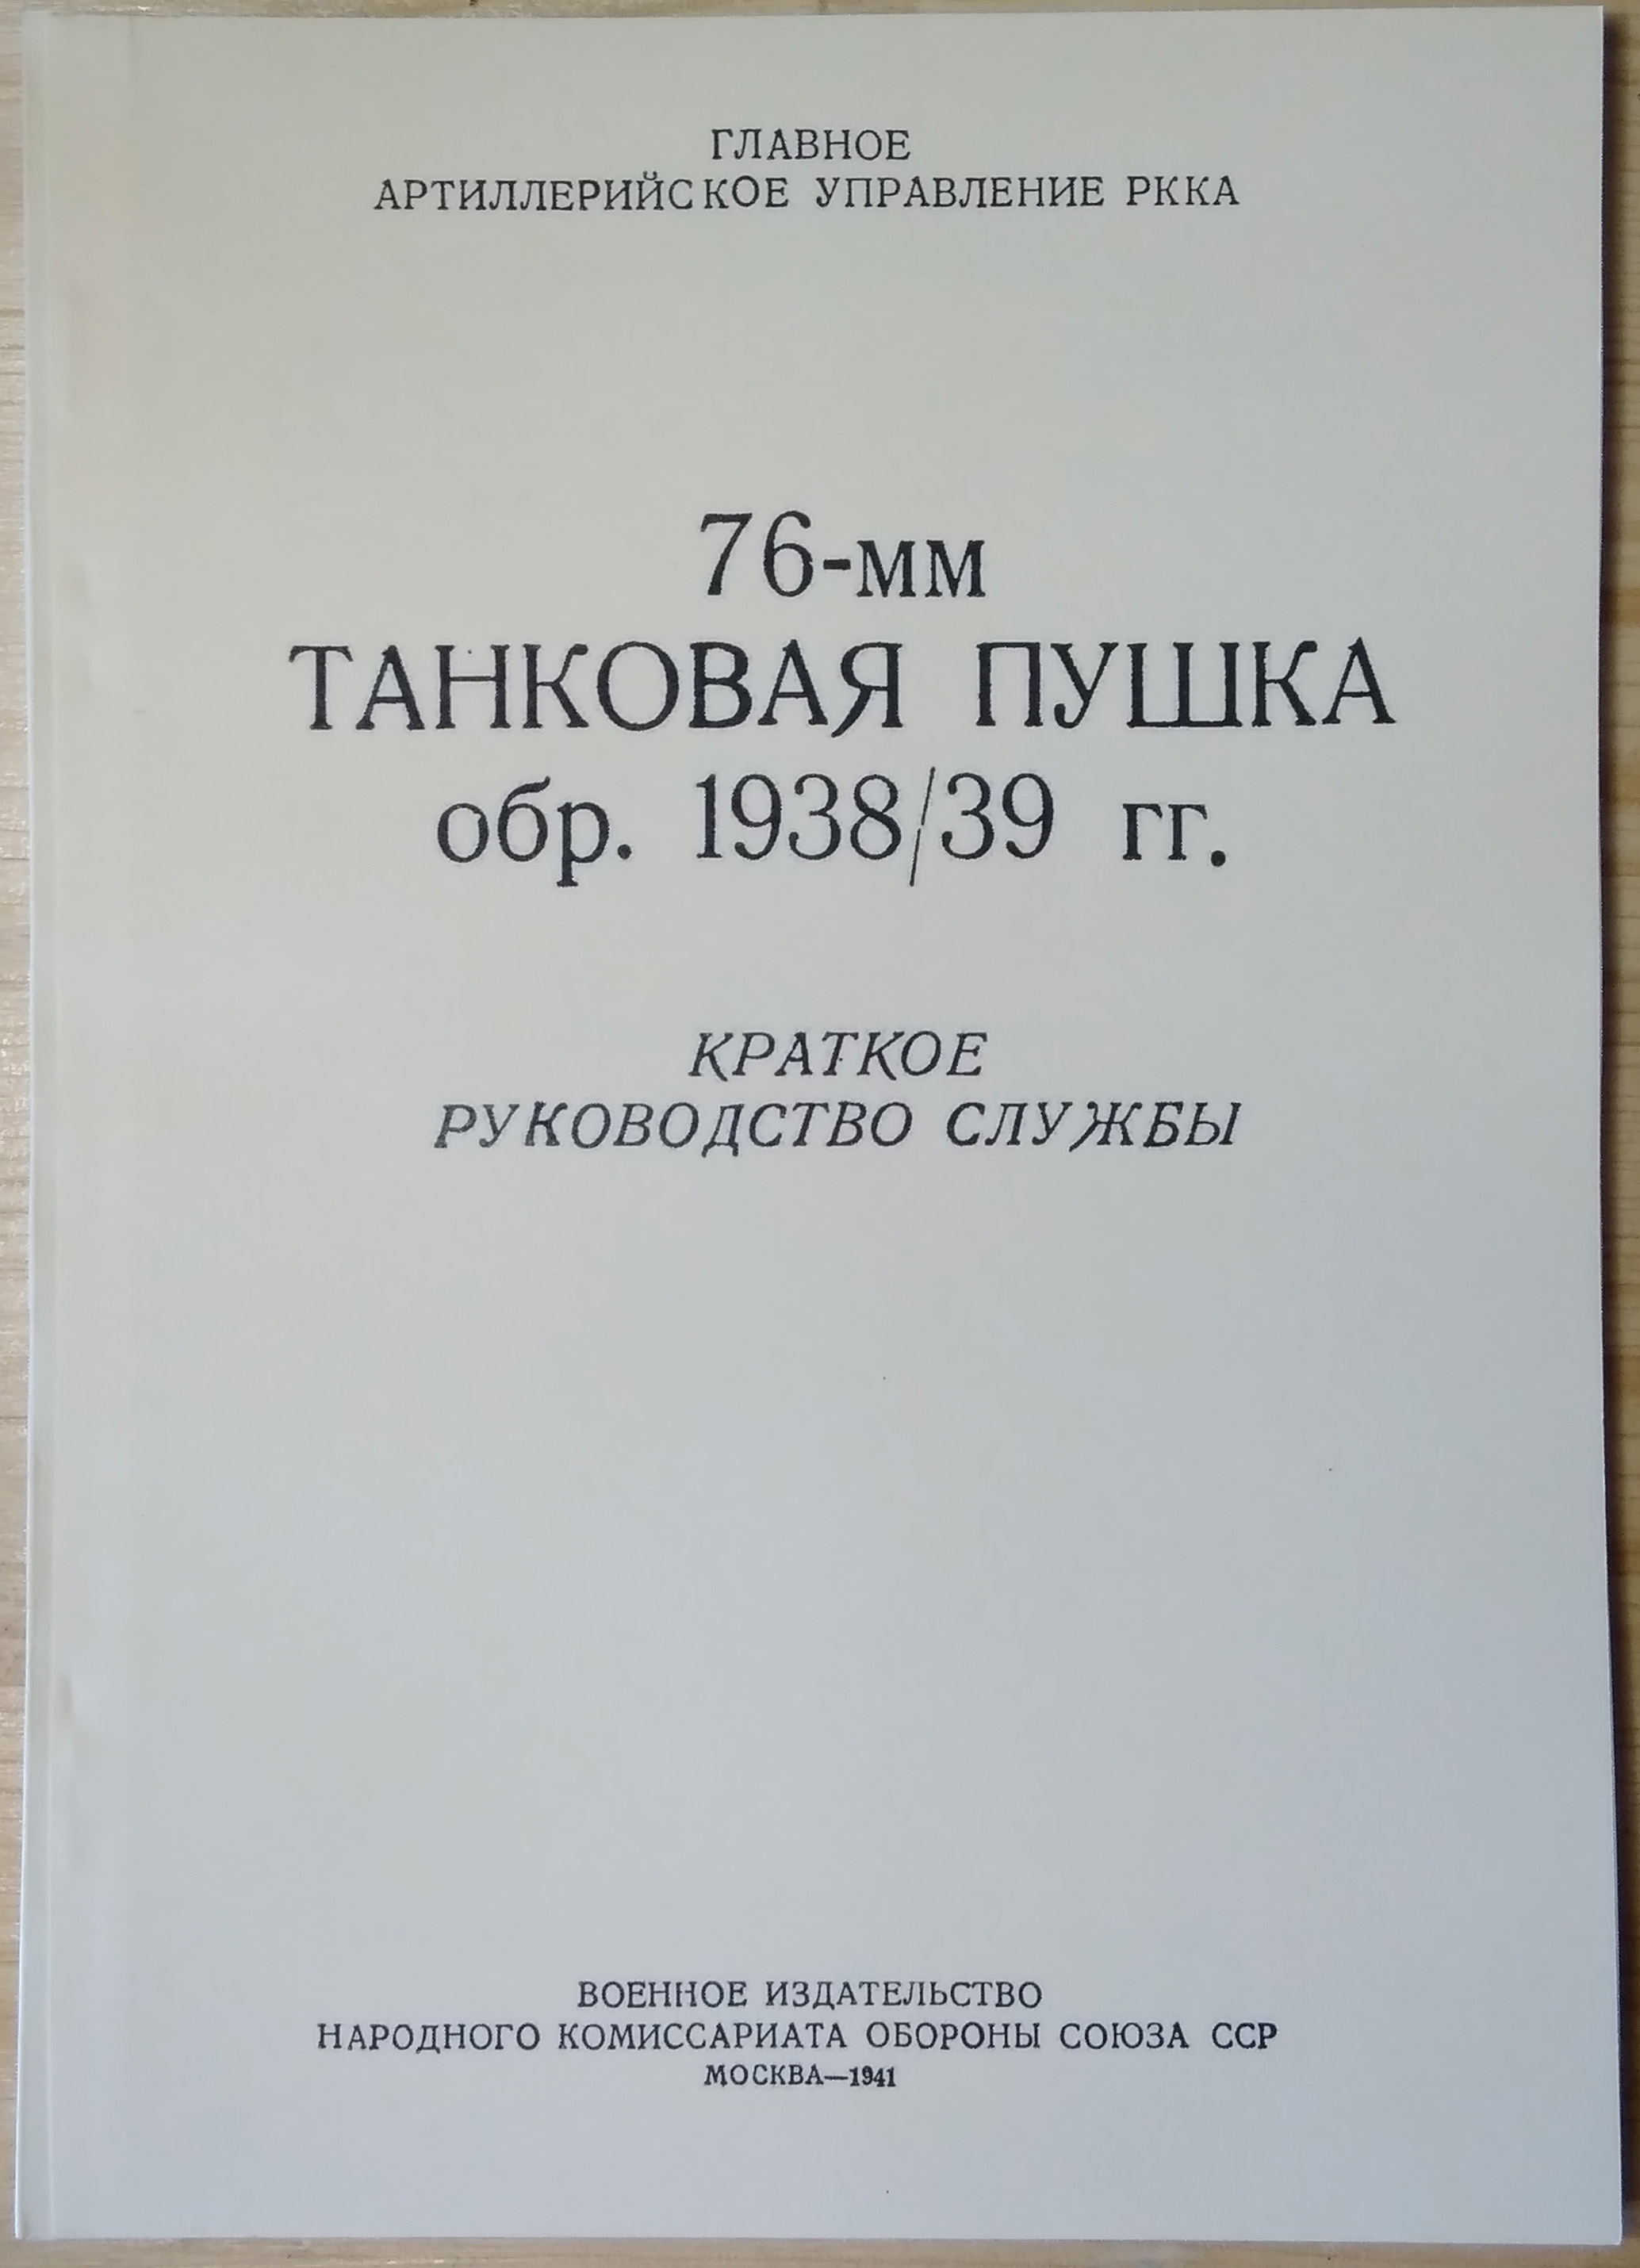 ГЛАВНОЕ
АРТИЛЛЕРИЙСКОЕ УПРАВЛЕНИЕ РККА
76-мм
ТАНКОВАЯ ПУШКА
обр. 1938/39 гг.
КРАТКОЕ
РУКОВОДСТВО СЛУЖБЫ
ВОЕННОЕ ИЗДАТЕЛЬСТВО
НАРОДНОГО КОМИССАРИАТА ОБОРОНЫ СОЮЗА ССР
МОСКВА—1941